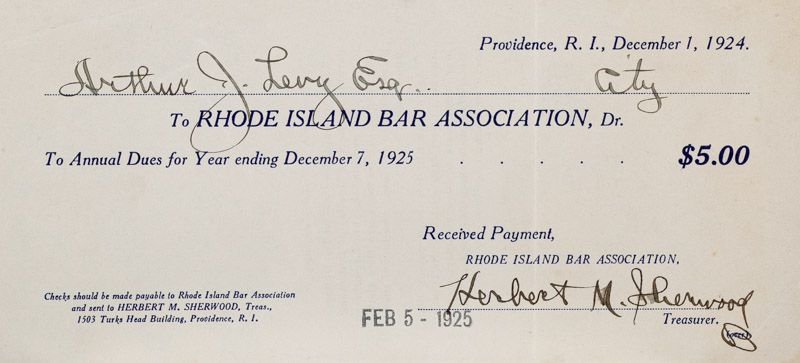 Providence, R. I., December 1, 1924.
Arthur J. Levy Esq. City
To RHODE ISLAND BAR ASSOCIATION, Dr.
To Annual Dues for Year ending December 7, 1925 . . . . . $5.00
Received Payment,
RHODE ISLAND BAR ASSOCIATION,
Herbert M. Sherwood
Treasurer.
Checks should be made payable to Rhode Island Bar Association
and sent to HERBERT M. SHERWOOD, Treas.,
1503 Turks Head Building, Providence, R. I.
FEB 5 - 1925